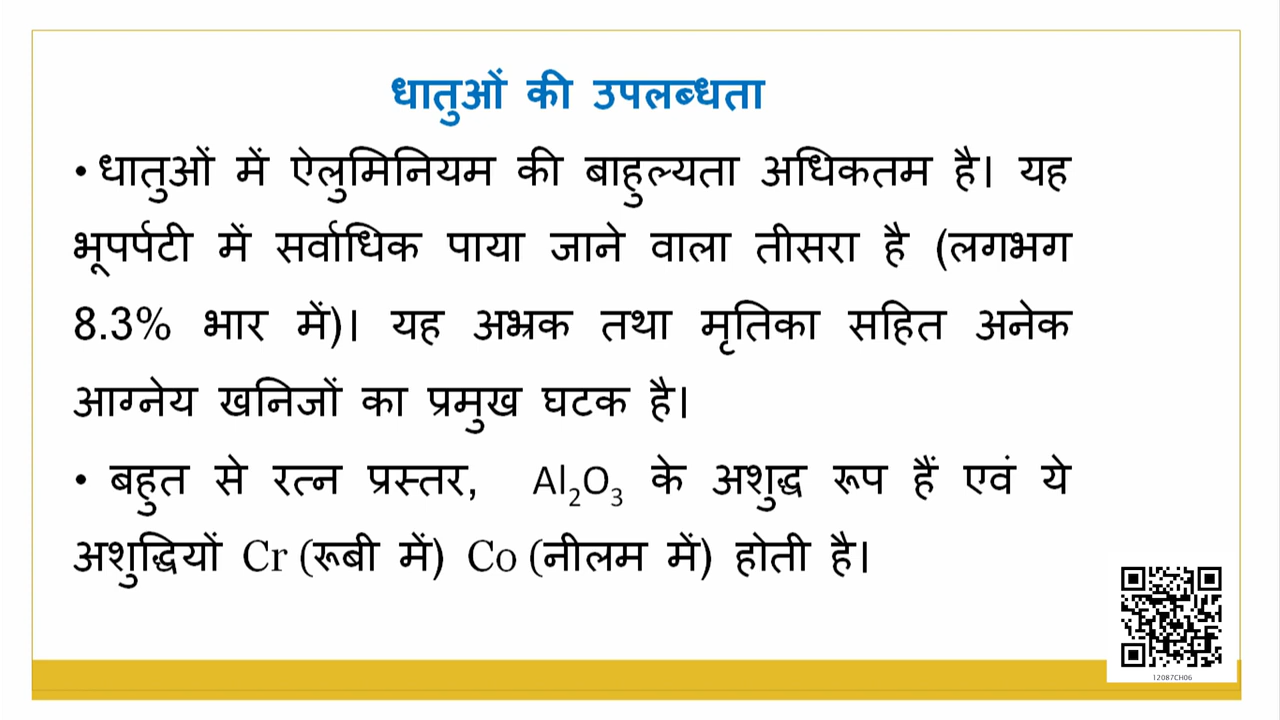 धातुओं की उपलब्धता
• धातुओं में ऐलुमिनियम की बाहुल्यता अधिकतम है। यह
भूपर्पटी में सर्वाधिक पाया जाने वाला तीसरा है (लगभग
8.3% भार में)। यह अभ्रक तथा मृतिका सहित अनेक
आग्नेय खनिजों का प्रमुख घटक है।
• बहुत से रत्न प्रस्तर, Al₂O₃ के अशुद्ध रूप हैं एवं ये
अशुद्धियों Cr (रूबी में) Co (नीलम में) होती है।
12087CH06